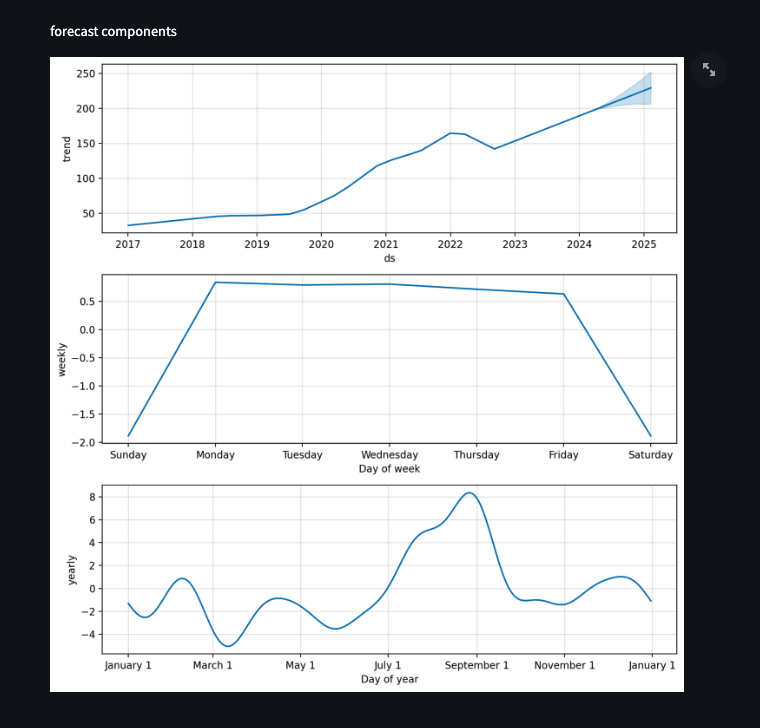 forecast components
250
200
150
100
50
trend
2017 2018 2019 2020 2021 2022 2023 2024 2025
ds
0.5
0.0
−0.5
−1.0
−1.5
−2.0
weekly
Sunday Monday Tuesday Wednesday Thursday Friday Saturday
Day of week
8
6
4
2
0
−2
−4
yearly
January 1 March 1 May 1 July 1 September 1 November 1 January 1
Day of year